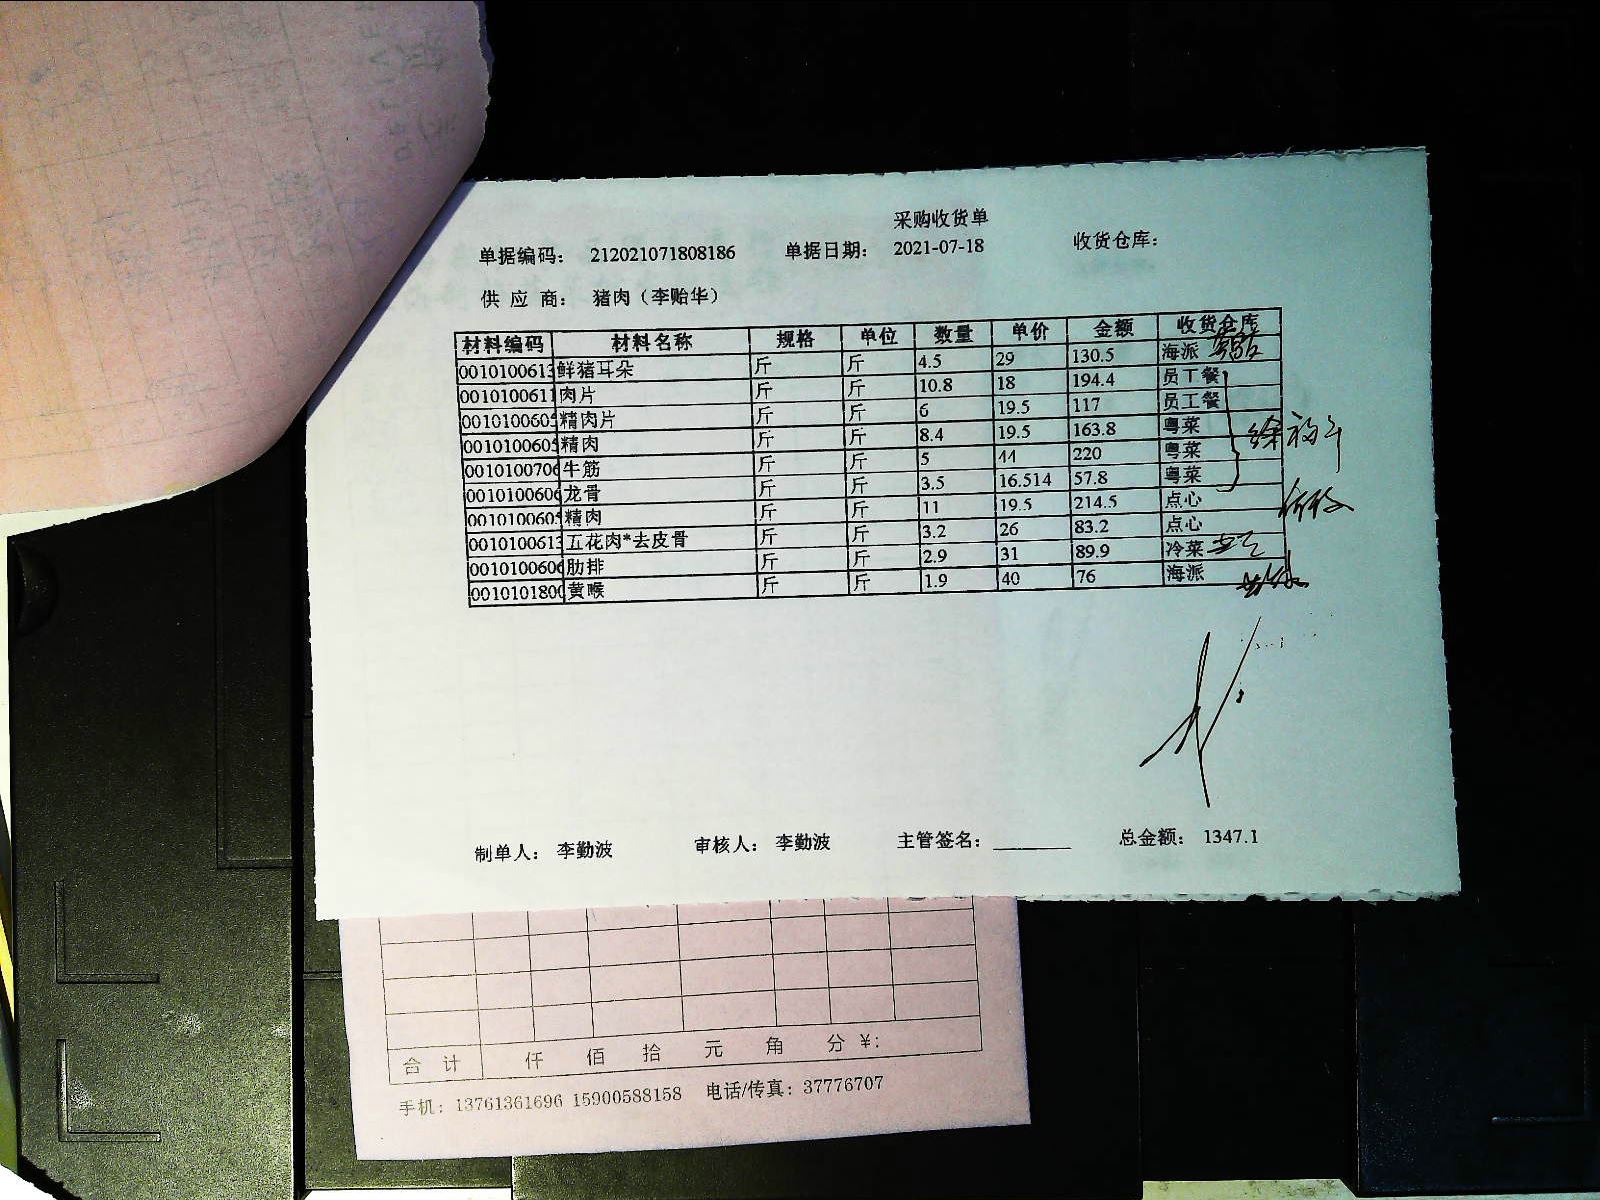 采购收货单
单据编码： 212021071808186 单据日期： 2021-07-18 收货仓库：
供 应 商： 猪肉（李贻华）
材料编码 材料名称 规格 单位 数量 单价 金额 收货仓库
0010100613 鲜猪耳朵 斤 斤 4.5 29 130.5 海派
0010100611 肉片 斤 斤 10.8 18 194.4 员工餐
001010060 精肉片 斤 斤 6 19.5 117 员工餐
001010060 精肉 斤 斤 8.4 19.5 163.8 粤菜
001010070 牛筋 斤 斤 5 44 220 粤菜
001010060 龙骨 斤 斤 3.5 16.514 57.8 粤菜
001010060 精肉 斤 斤 11 19.5 214.5 点心
0010100613 五花肉*去皮骨 斤 斤 3.2 26 83.2 点心
001010060 肋排 斤 斤 2.9 31 89.9 冷菜
001010180 黄喉 斤 斤 1.9 40 76 海派
制单人： 李勤波 审核人： 李勤波 主管签名： 总金额： 1347.1
合 计 仟 佰 拾 元 角 分 ¥:
手机：13761361696 15900588158 电话/传真：37776707